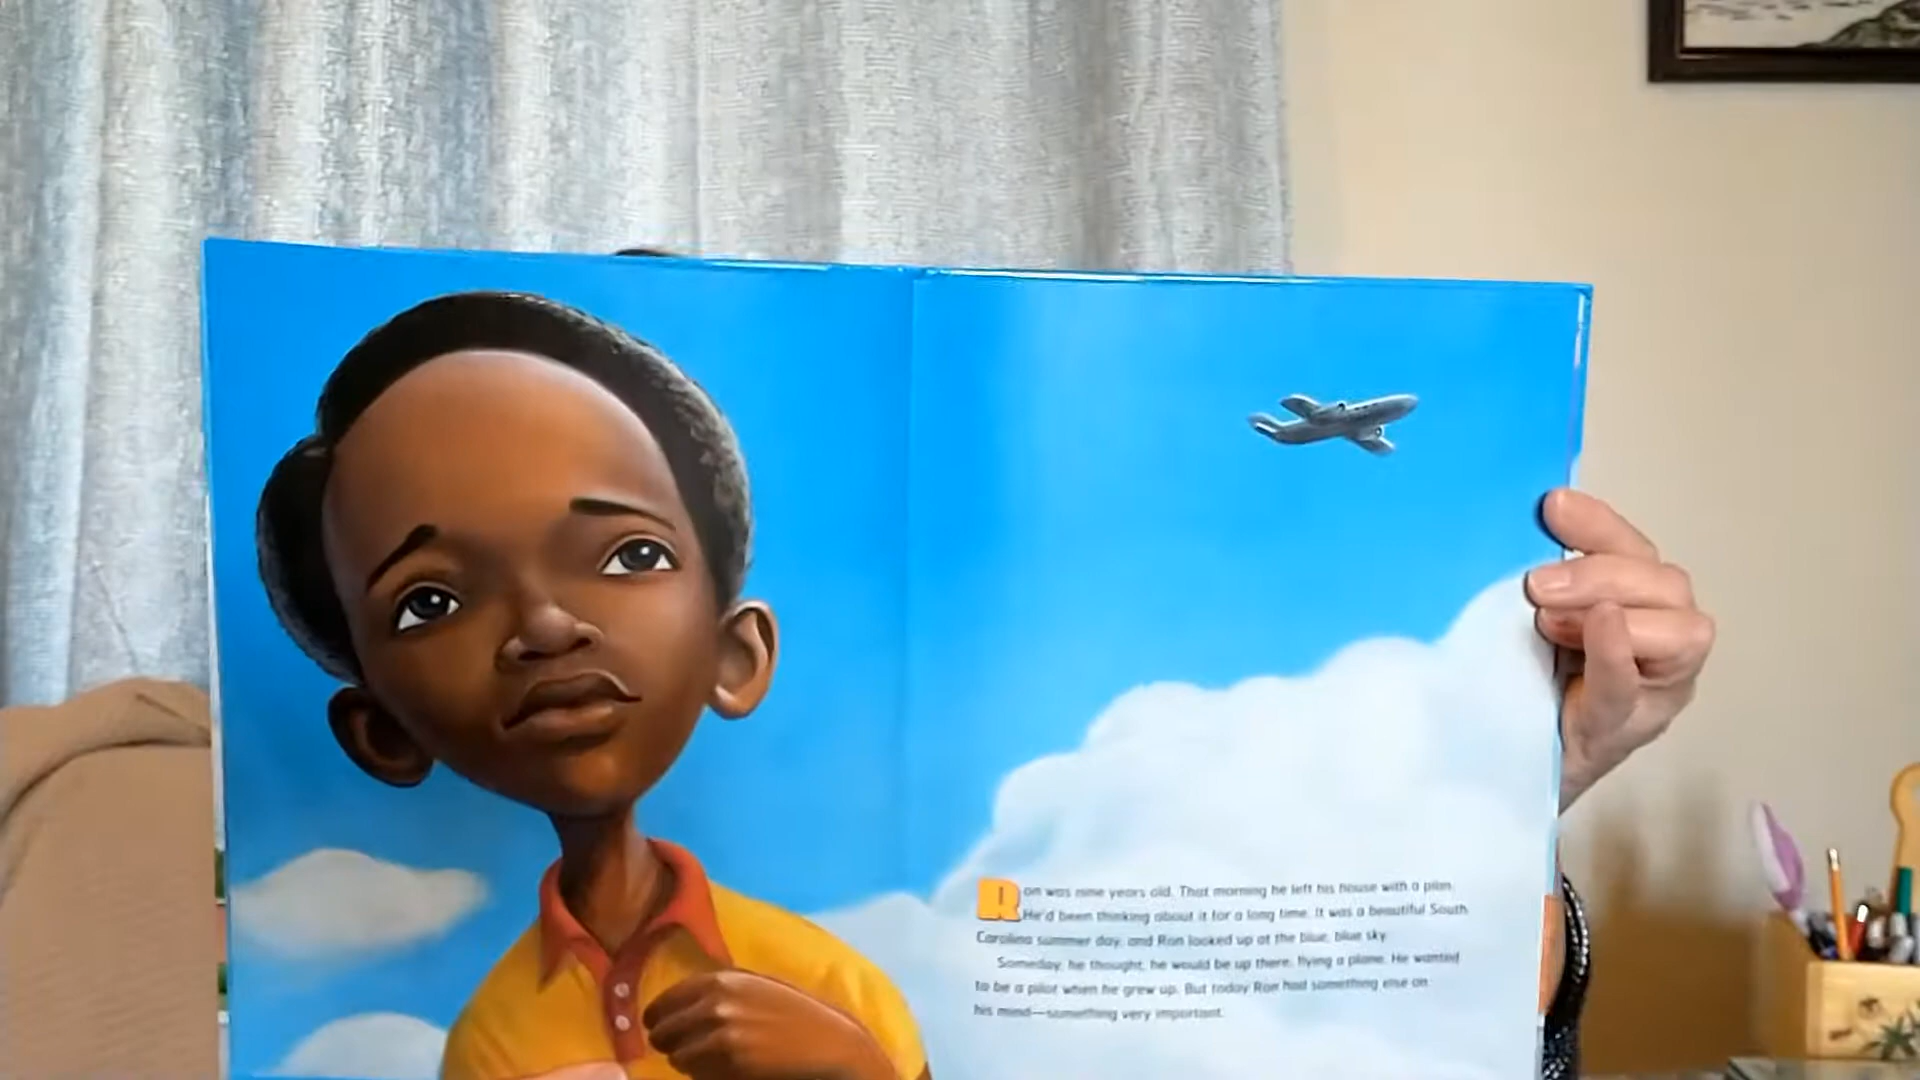 Ron was nine years old. That morning he left his house with a plan.
He'd been thinking about it for a long time. It was a beautiful South
Carolina summer day, and Ron looked up at the blue, blue sky.
Someday, he thought, he would be up there, flying a plane. He wanted
to be a pilot when he grew up. But today Ron had something else on
his mind—something very important.